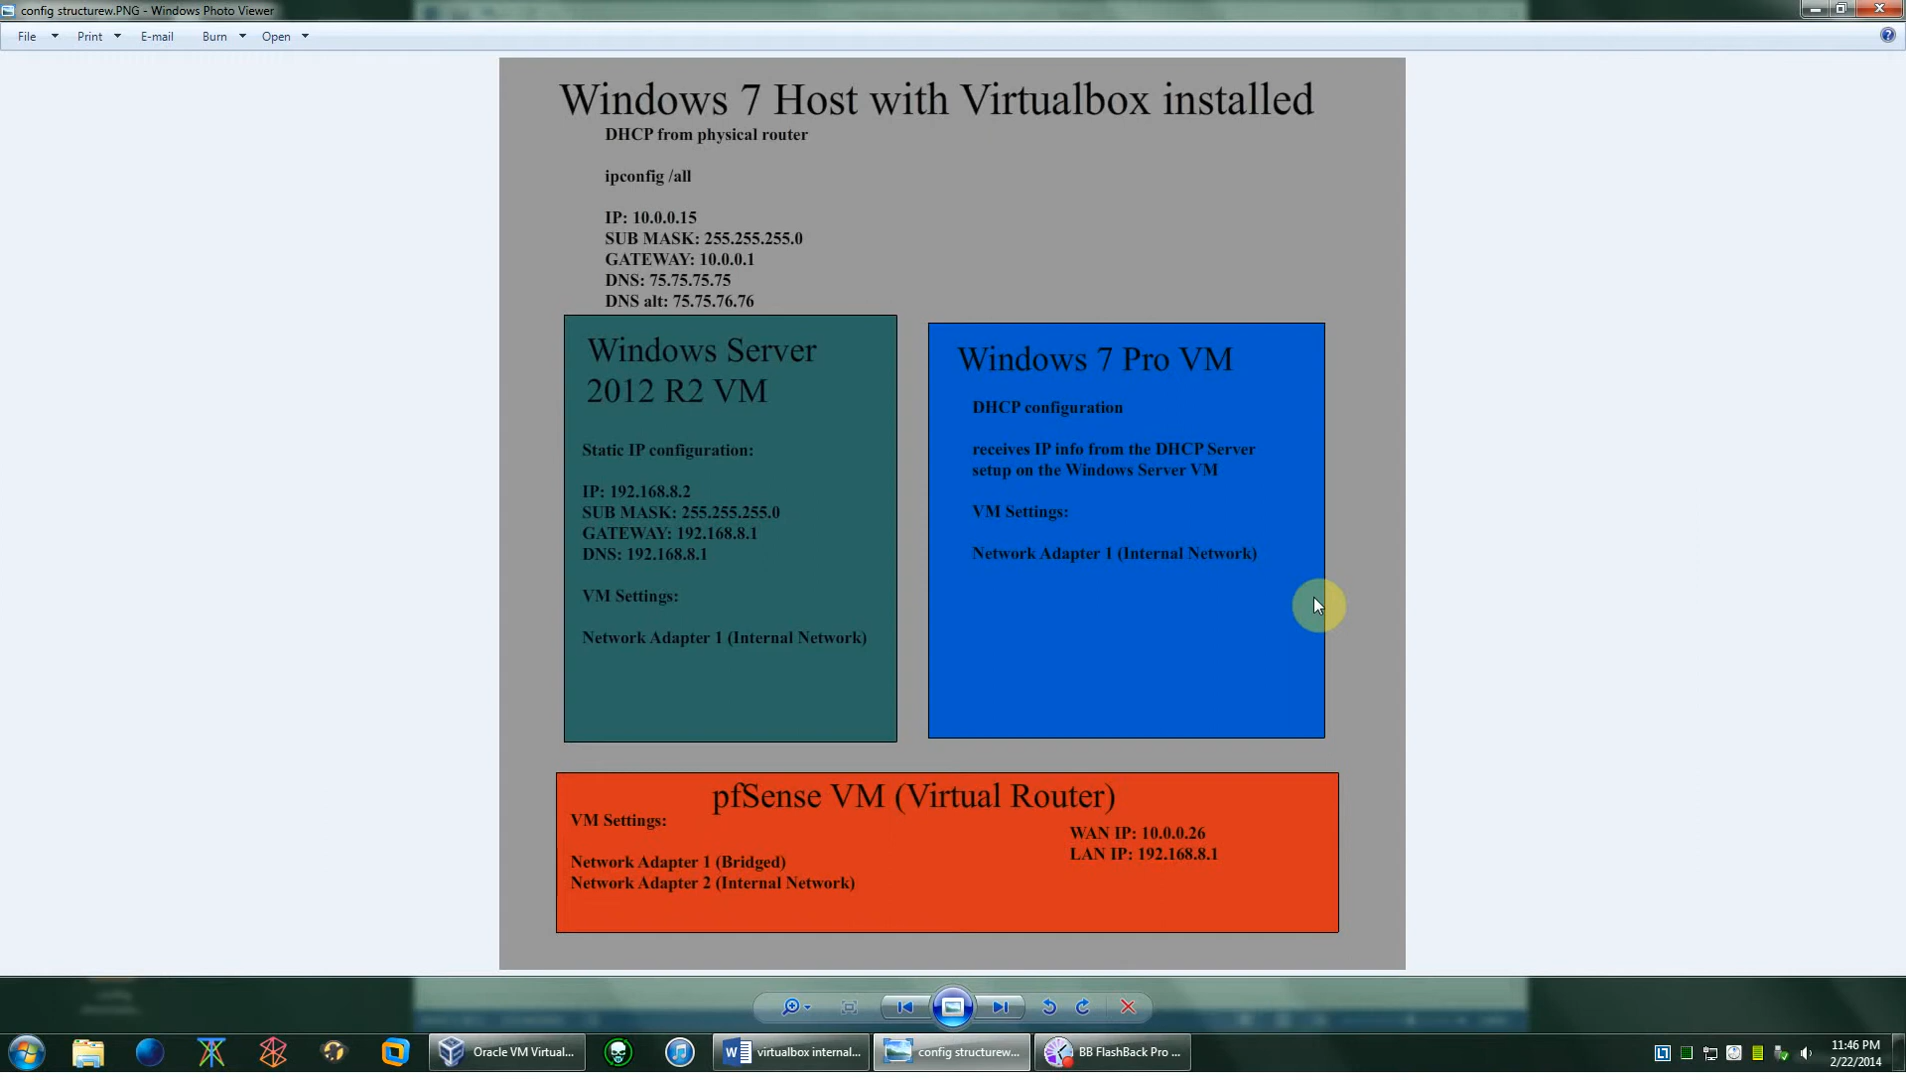 config structurew.PNG - Windows Photo Viewer
File Print E-mail Burn Open
Windows 7 Host with Virtualbox installed
DHCP from physical router
ipconfig /all
IP: 10.0.0.15
SUB MASK: 255.255.255.0
GATEWAY: 10.0.0.1
DNS: 75.75.75.75
DNS alt: 75.75.76.76
Windows Server
2012 R2 VM
Static IP configuration:
IP: 192.168.8.2
SUB MASK: 255.255.255.0
GATEWAY: 192.168.8.1
DNS: 192.168.8.1
VM Settings:
Network Adapter 1 (Internal Network)
Windows 7 Pro VM
DHCP configuration
receives IP info from the DHCP Server
setup on the Windows Server VM
VM Settings:
Network Adapter 1 (Internal Network)
pfSense VM (Virtual Router)
VM Settings:
Network Adapter 1 (Bridged)
Network Adapter 2 (Internal Network)
WAN IP: 10.0.0.26
LAN IP: 192.168.8.1
Oracle VM Virtual...
virtualbox internal...
config structurew...
BB FlashBack Pro ...
11:46 PM
2/22/2014